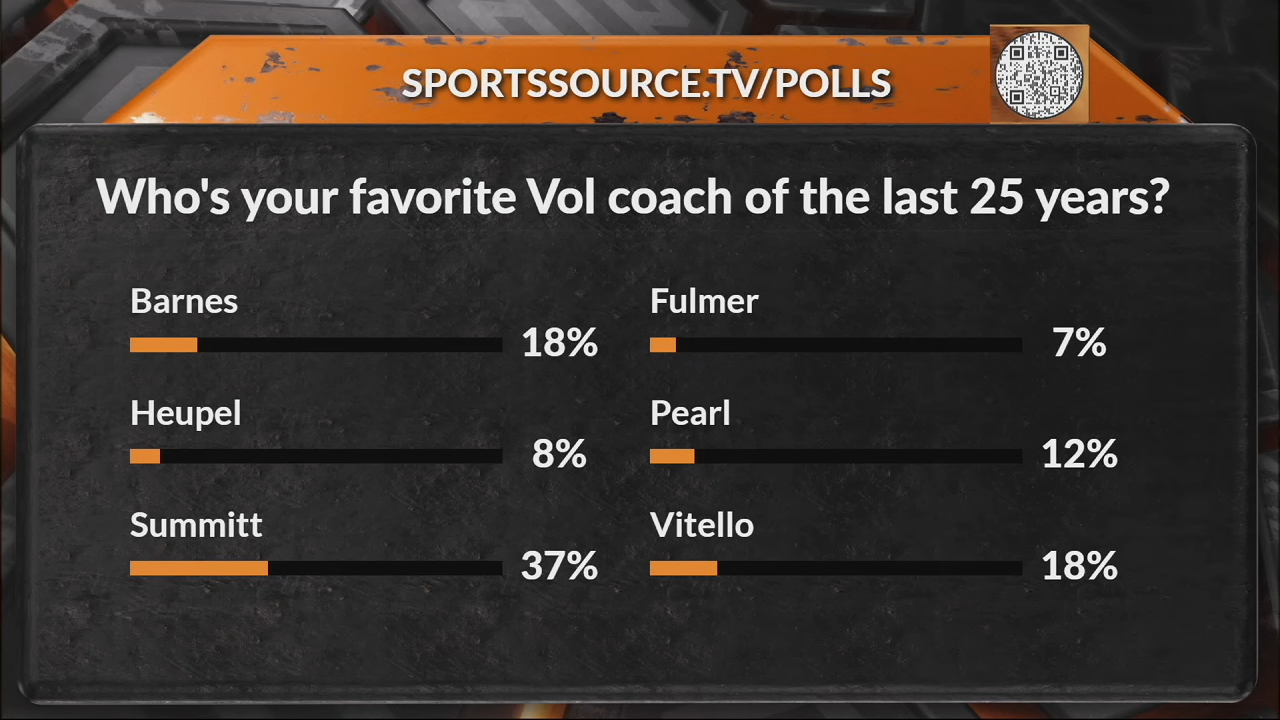 SPORTSSOURCE.TV/POLLS
Who's your favorite Vol coach of the last 25 years?
Barnes
18%
Fulmer
7%
Heupel
8%
Pearl
12%
Summitt
37%
Vitello
18%